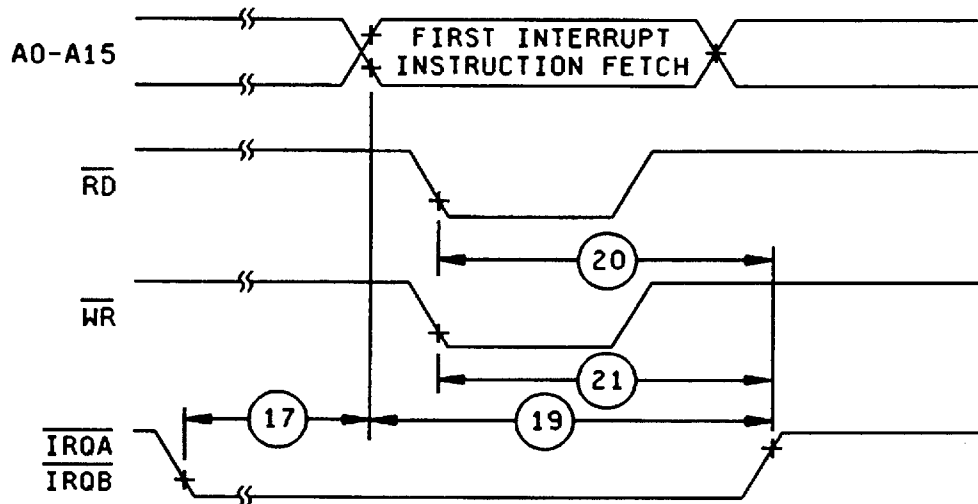 A0-A15
FIRST INTERRUPT
INSTRUCTION FETCH
RD
20
WR
21
17
19
IRQA
IRQB